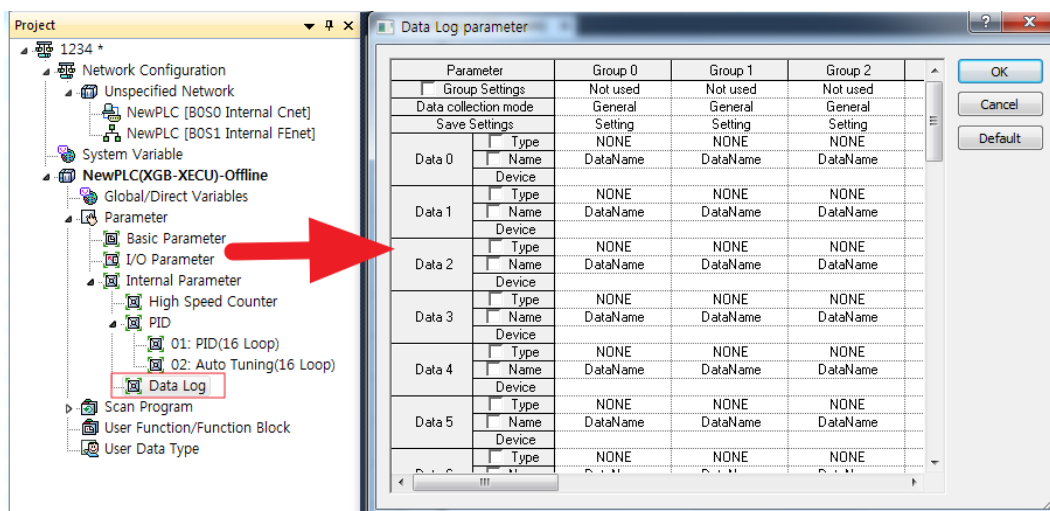 Project
1234 *
Network Configuration
Unspecified Network
NewPLC [B0S0 Internal Cnet]
NewPLC [B0S1 Internal FEnet]
System Variable
NewPLC(XGB-XECU)-Offline
Global/Direct Variables
Parameter
Basic Parameter
I/O Parameter
Internal Parameter
High Speed Counter
PID
01: PID(16 Loop)
02: Auto Tuning(16 Loop)
Data Log
Scan Program
User Function/Function Block
User Data Type
Data Log parameter
Parameter Group 0 Group 1 Group 2
Group Settings Not used Not used Not used
Data collection mode General General General
Save Settings Setting Setting Setting
Data 0 Type NONE NONE NONE
Name DataName DataName DataName
Device
Data 1 Type NONE NONE NONE
Name DataName DataName DataName
Device
Data 2 Type NONE NONE NONE
Name DataName DataName DataName
Device
Data 3 Type NONE NONE NONE
Name DataName DataName DataName
Device
Data 4 Type NONE NONE NONE
Name DataName DataName DataName
Device
Data 5 Type NONE NONE NONE
Name DataName DataName DataName
Device
Type NONE NONE NONE
OK
Cancel
Default